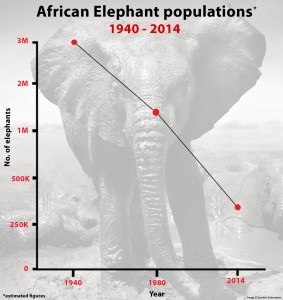 African Elephant populations*
1940 - 2014
3M
2M
1M
500K
250K
0
No. of elephants
1940
1980
2014
Year
*estimated figures